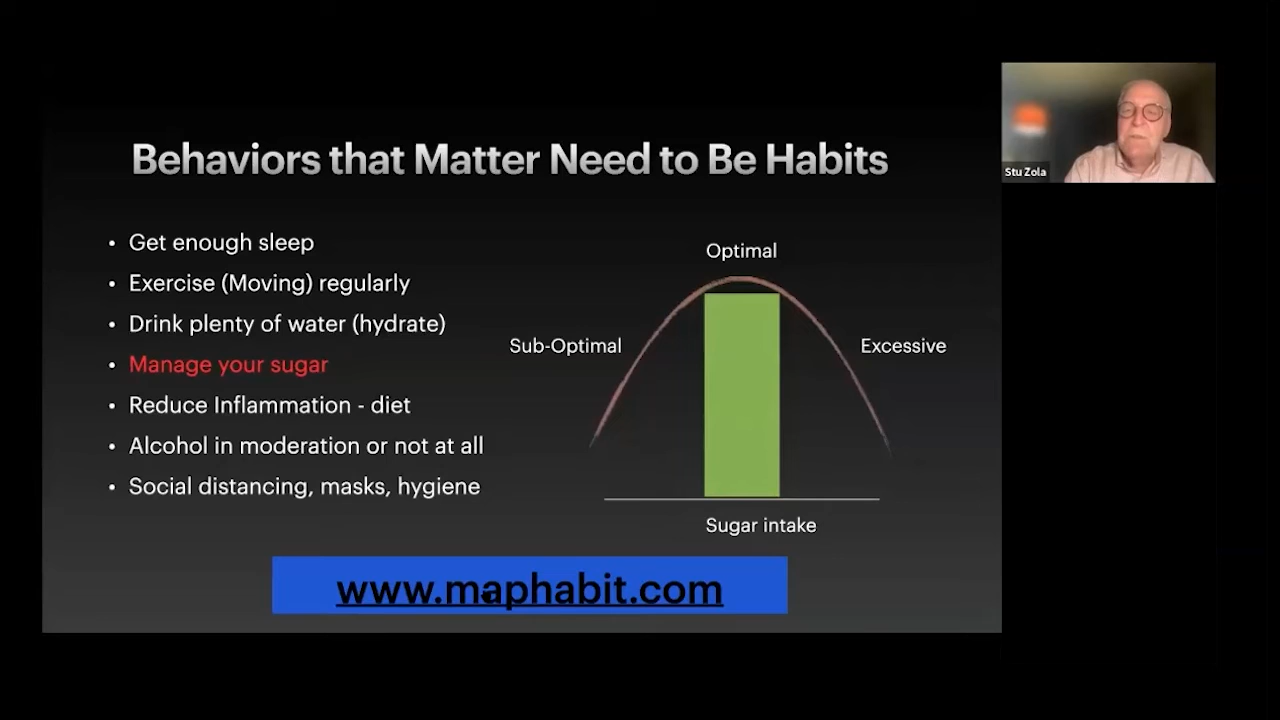 Behaviors that Matter Need to Be Habits
• Get enough sleep
• Exercise (Moving) regularly
• Drink plenty of water (hydrate)
• Manage your sugar
• Reduce Inflammation - diet
• Alcohol in moderation or not at all
• Social distancing, masks, hygiene
Optimal
Sub-Optimal
Excessive
Sugar intake
www.maphabit.com
Stu Zola